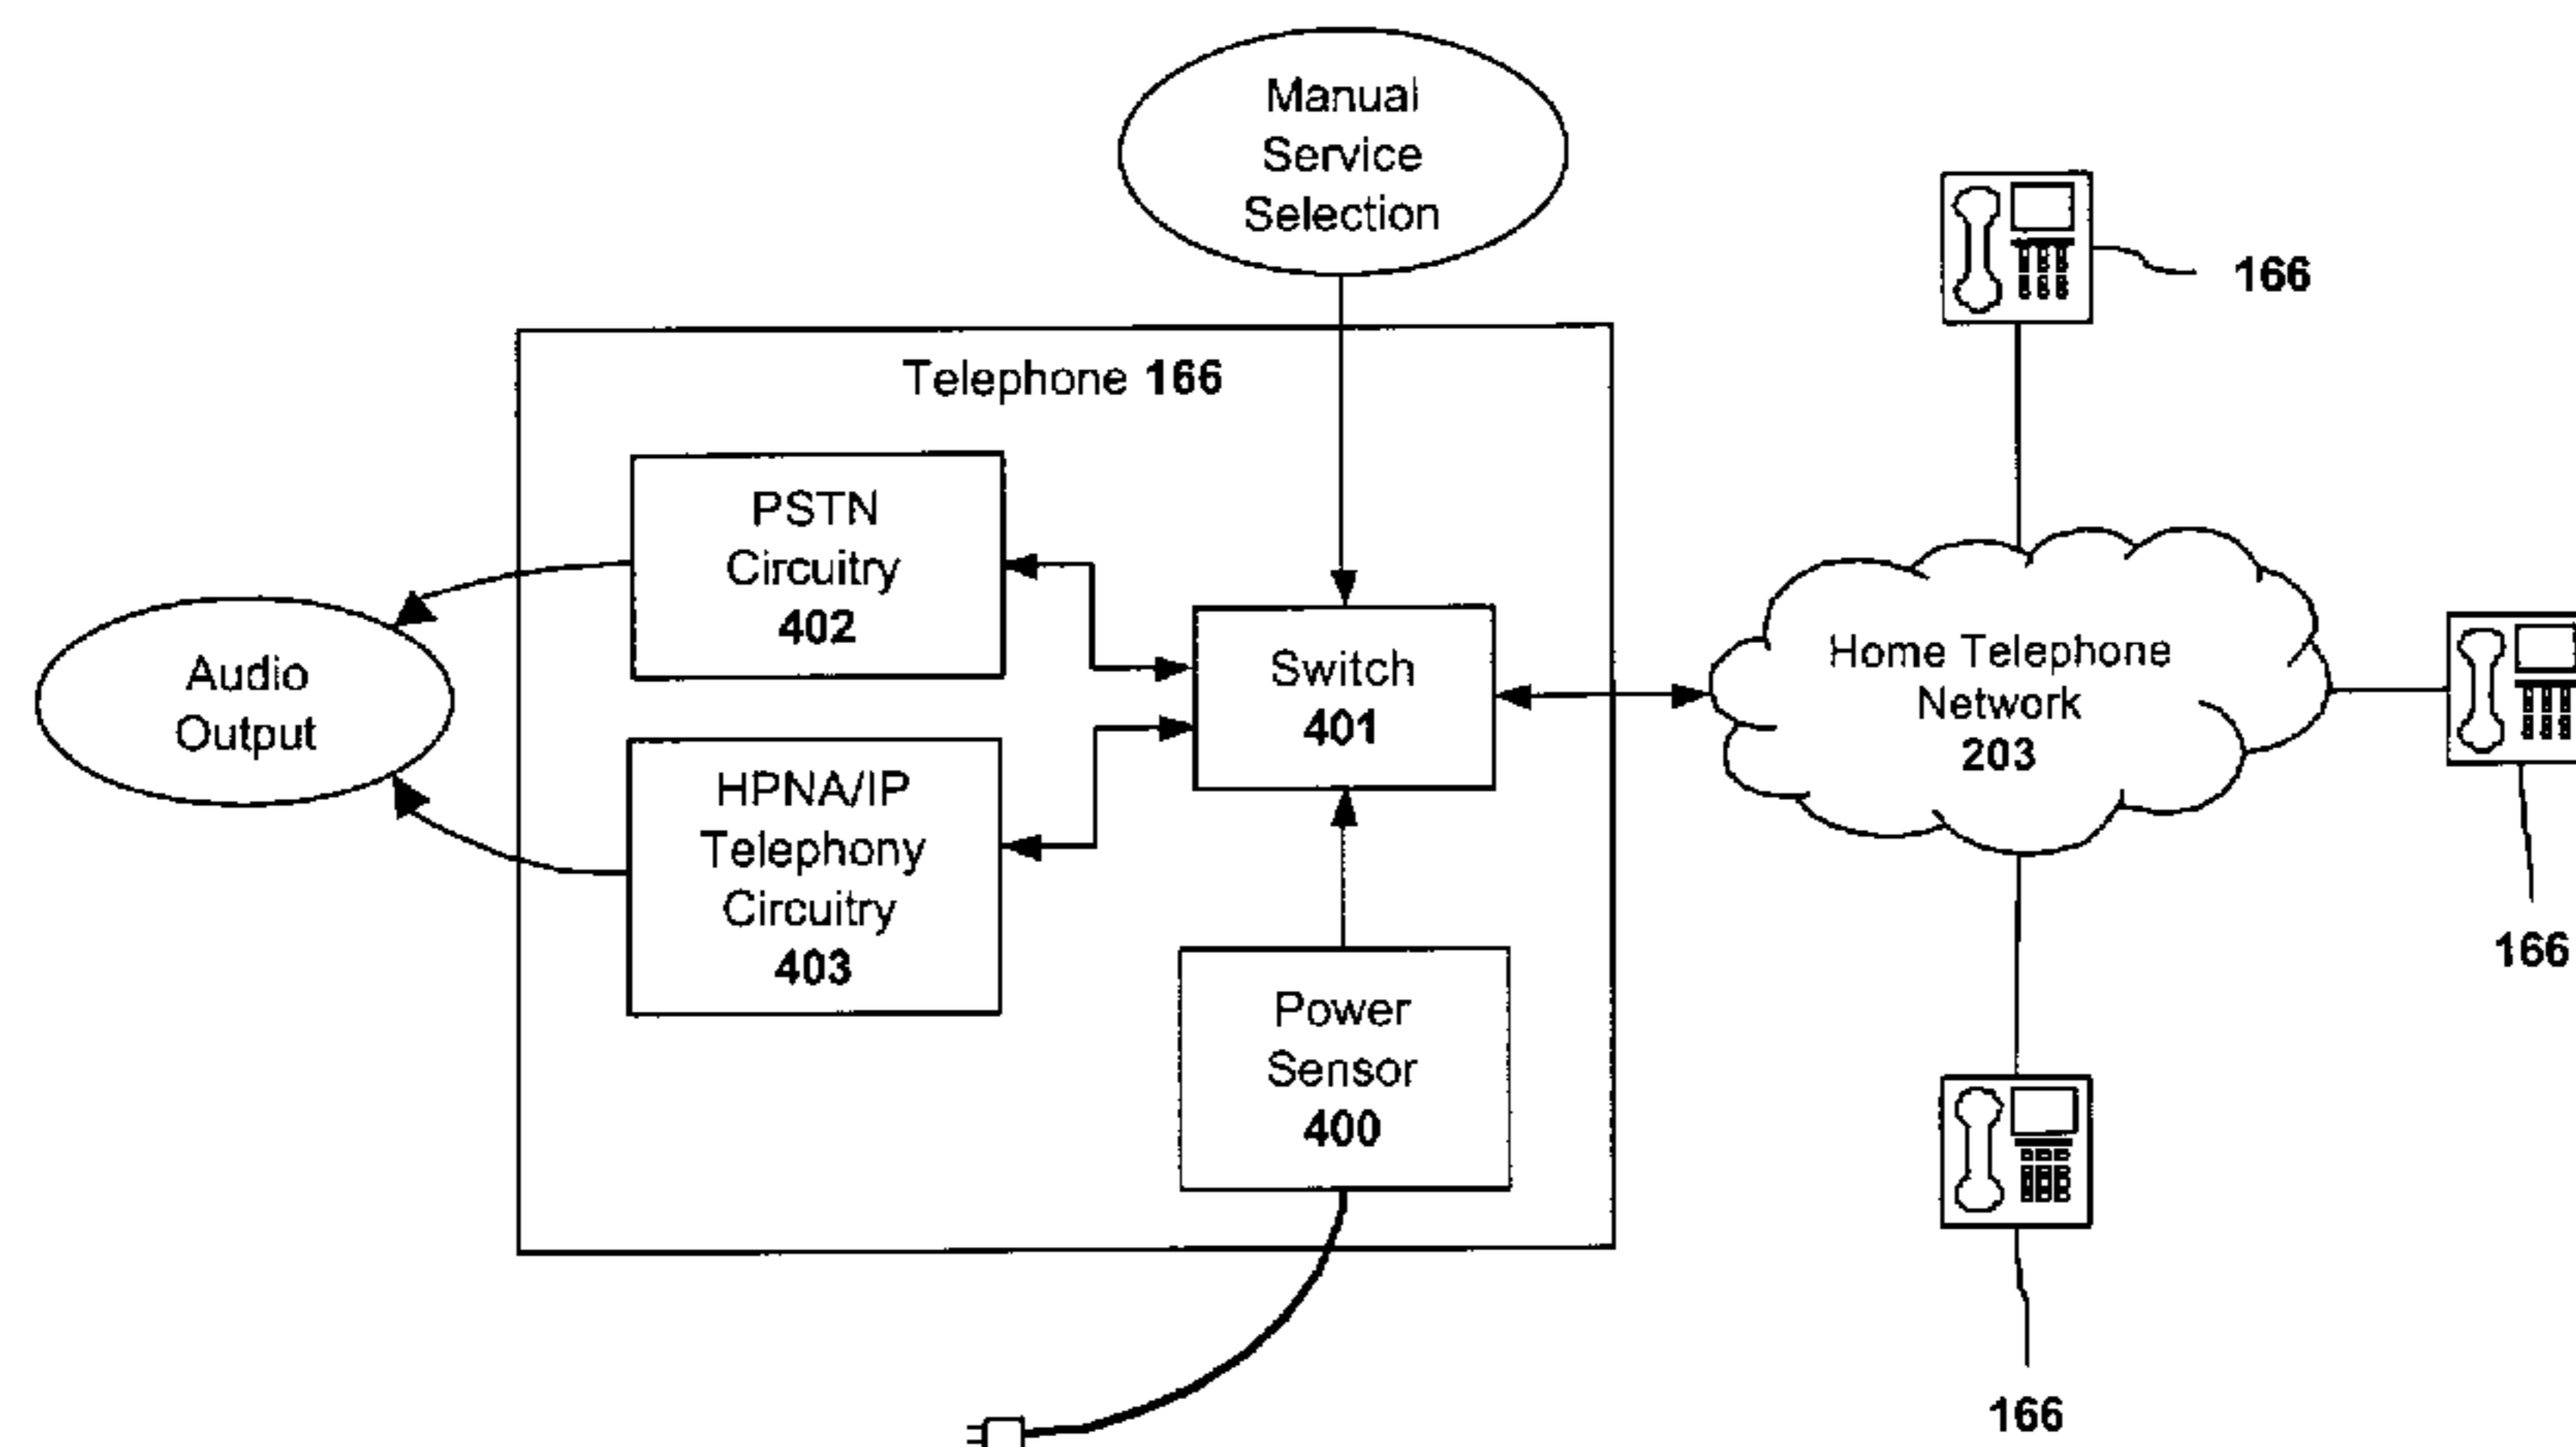 Manual
Service
Selection
166
Telephone 166
PSTN
Circuitry
402
Audio
Output
Switch
401
Home Telephone
Network
203
HPNA/IP
Telephony
Circuitry
403
166
Power
Sensor
400
166